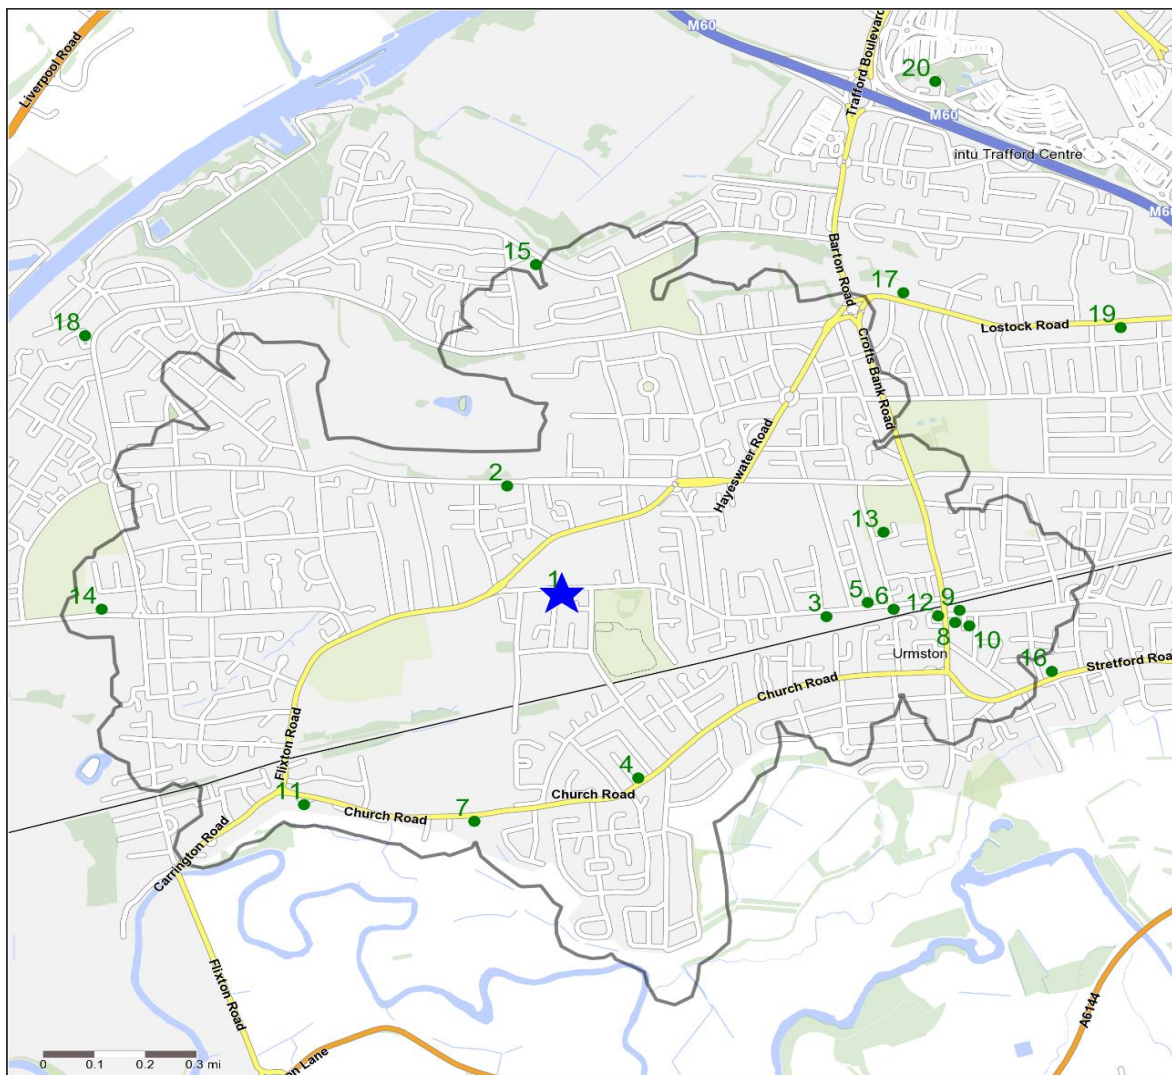 Liverpool Road
M60
Trafford Boulevard
20
M60
intu Trafford Centre
M60
15
Barton Road
17
18
Lostock Road
19
Crofts Bank Road
2
Hayeswater Road
13
1
14
3
5
6
12
9
8
10
Urmston
16
Stretford Roa
Church Road
Flixton Road
4
11
Church Road
7
Church Road
Carrington Road
Flixton Road
A6144
0 0.1 0.2 0.3 mi
on Lane